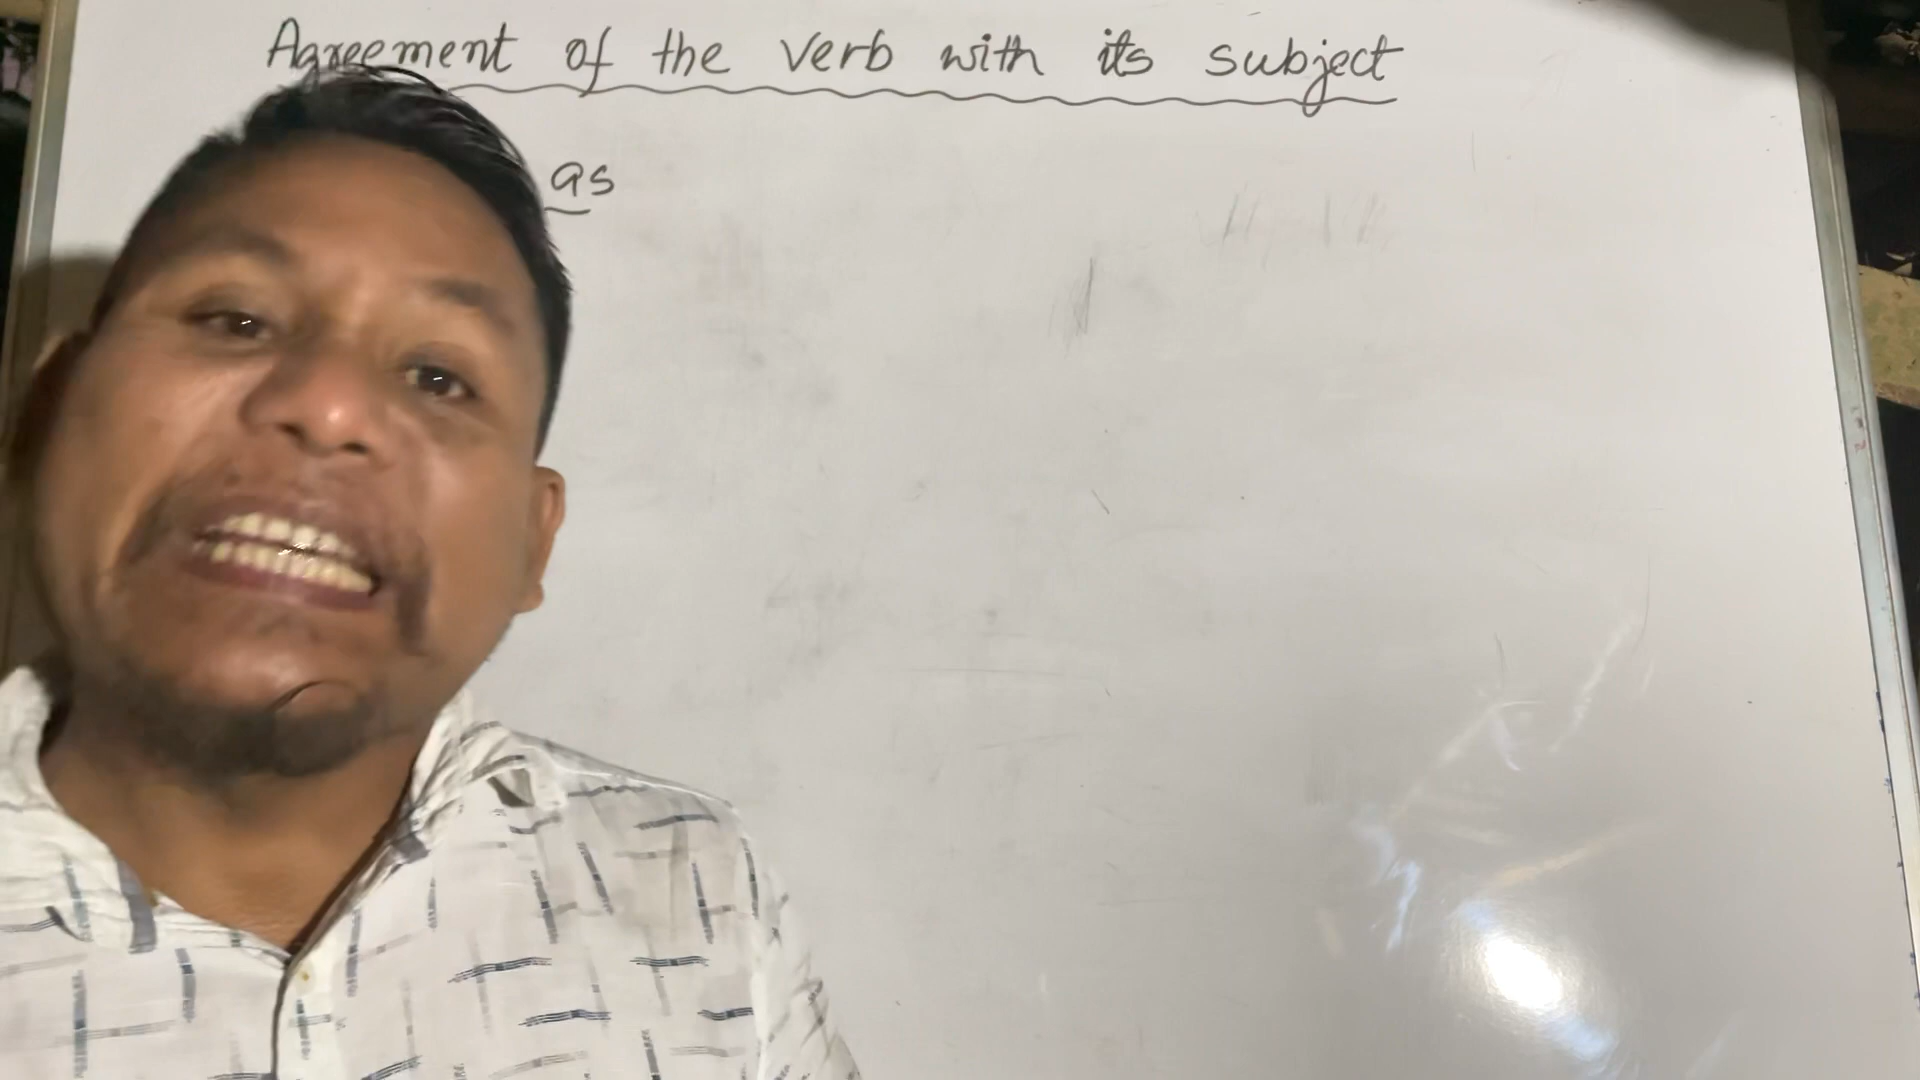 Agreement of the verb with its subject
as